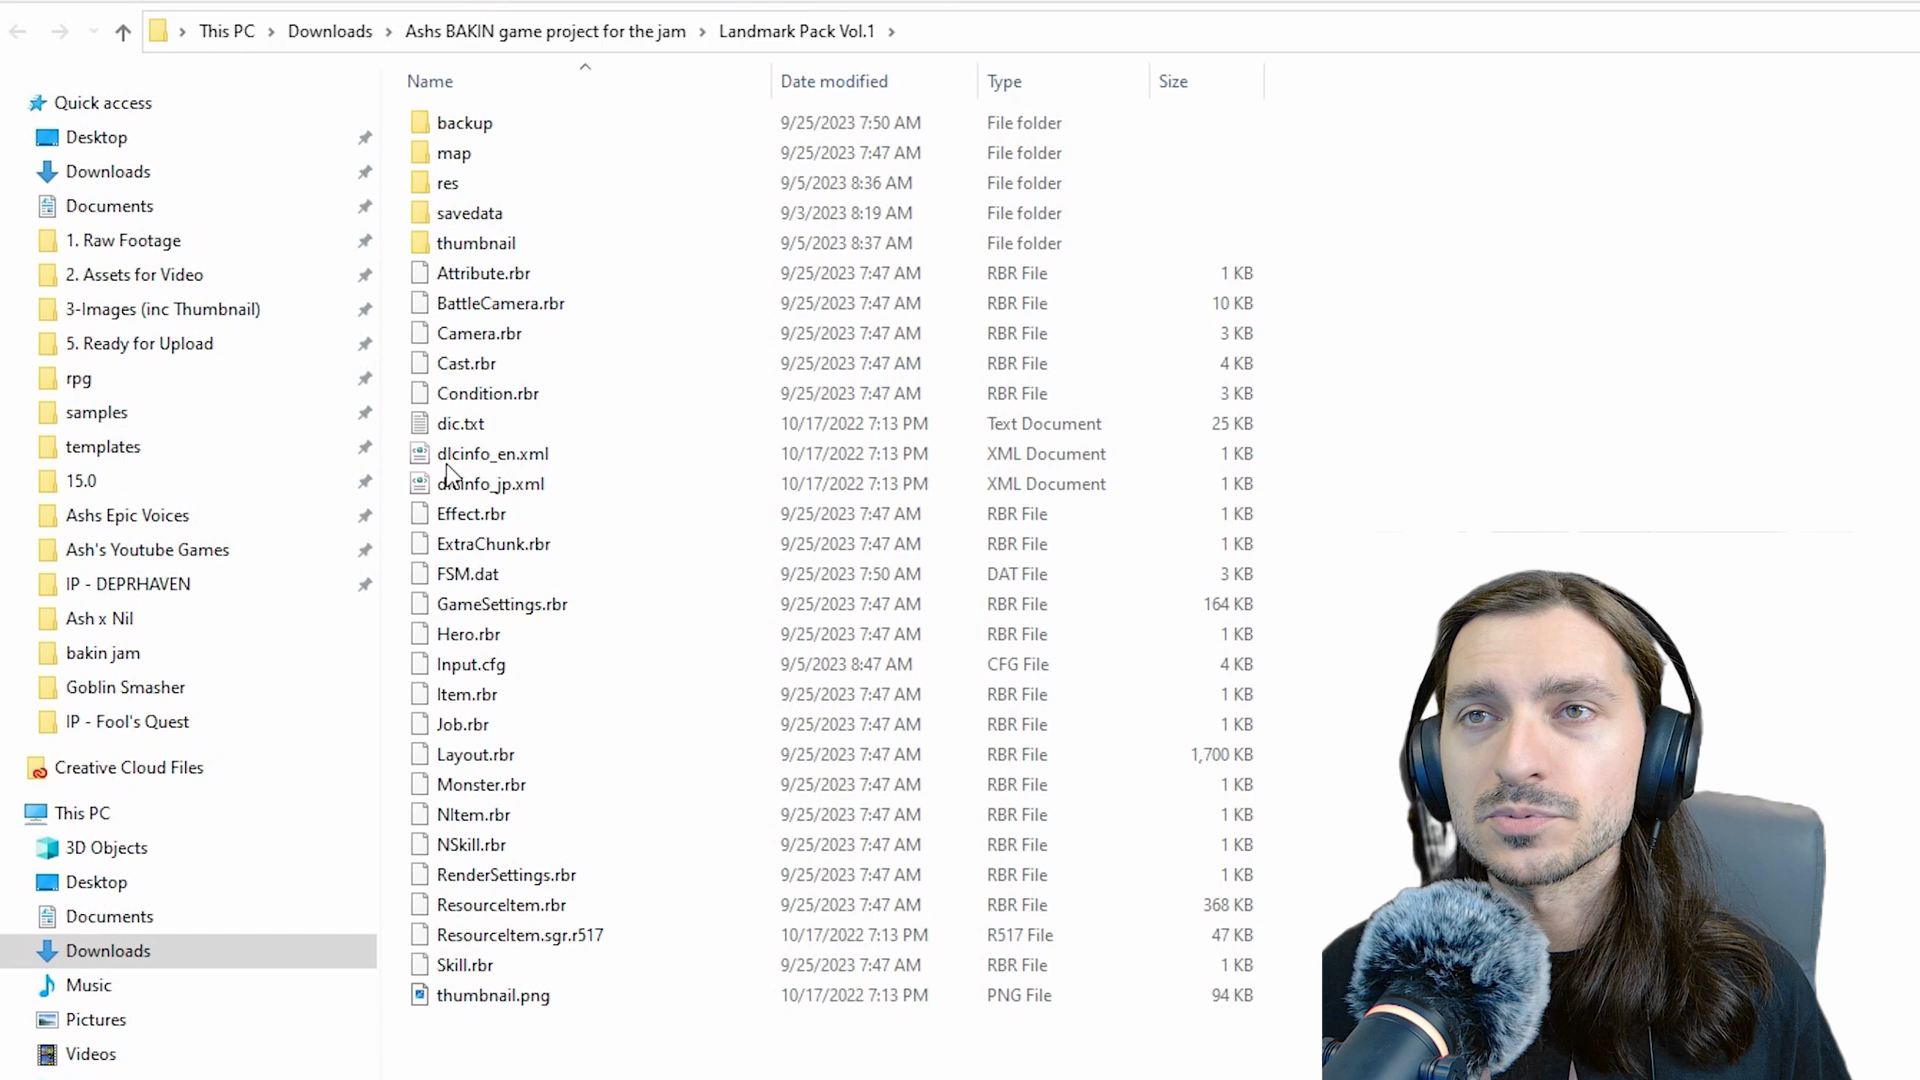 This PC > Downloads > Ashs BAKIN game project for the jam > Landmark Pack Vol.1 >
Name Date modified Type Size
Quick access
Desktop
Downloads
Documents
1. Raw Footage
2. Assets for Video
3-Images (inc Thumbnail)
5. Ready for Upload
rpg
samples
templates
15.0
Ashs Epic Voices
Ash's Youtube Games
IP - DEPRHAVEN
Ash x Nil
bakin jam
Goblin Smasher
IP - Fool's Quest
Creative Cloud Files
This PC
3D Objects
Desktop
Documents
Downloads
Music
Pictures
Videos
backup 9/25/2023 7:50 AM File folder
map 9/25/2023 7:47 AM File folder
res 9/5/2023 8:36 AM File folder
savedata 9/3/2023 8:19 AM File folder
thumbnail 9/5/2023 8:37 AM File folder
Attribute.rbr 9/25/2023 7:47 AM RBR File 1 KB
BattleCamera.rbr 9/25/2023 7:47 AM RBR File 10 KB
Camera.rbr 9/25/2023 7:47 AM RBR File 3 KB
Cast.rbr 9/25/2023 7:47 AM RBR File 4 KB
Condition.rbr 9/25/2023 7:47 AM RBR File 3 KB
dic.txt 10/17/2022 7:13 PM Text Document 25 KB
dlcinfo_en.xml 10/17/2022 7:13 PM XML Document 1 KB
dlcinfo_jp.xml 10/17/2022 7:13 PM XML Document 1 KB
Effect.rbr 9/25/2023 7:47 AM RBR File 1 KB
ExtraChunk.rbr 9/25/2023 7:47 AM RBR File 1 KB
FSM.dat 9/25/2023 7:50 AM DAT File 3 KB
GameSettings.rbr 9/25/2023 7:47 AM RBR File 164 KB
Hero.rbr 9/25/2023 7:47 AM RBR File 1 KB
Input.cfg 9/5/2023 8:47 AM CFG File 4 KB
Item.rbr 9/25/2023 7:47 AM RBR File 1 KB
Job.rbr 9/25/2023 7:47 AM RBR File 1 KB
Layout.rbr 9/25/2023 7:47 AM RBR File 1,700 KB
Monster.rbr 9/25/2023 7:47 AM RBR File 1 KB
NItem.rbr 9/25/2023 7:47 AM RBR File 1 KB
NSkill.rbr 9/25/2023 7:47 AM RBR File 1 KB
RenderSettings.rbr 9/25/2023 7:47 AM RBR File 1 KB
ResourceItem.rbr 9/25/2023 7:47 AM RBR File 368 KB
ResourceItem.sgr.r517 10/17/2022 7:13 PM R517 File 47 KB
Skill.rbr 9/25/2023 7:47 AM RBR File 1 KB
thumbnail.png 10/17/2022 7:13 PM PNG File 94 KB